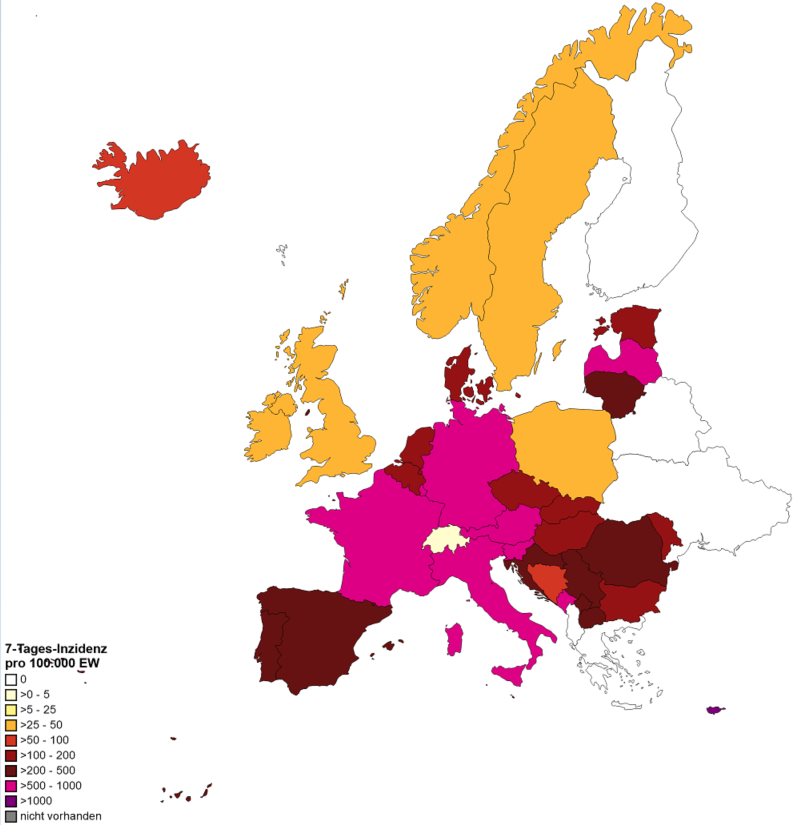 7-Tages-Inzidenz
pro 100.000 EW
0
>0 - 5
>5 - 25
>25 - 50
>50 - 100
>100 - 200
>200 - 500
>500 - 1000
>1000
nicht vorhanden